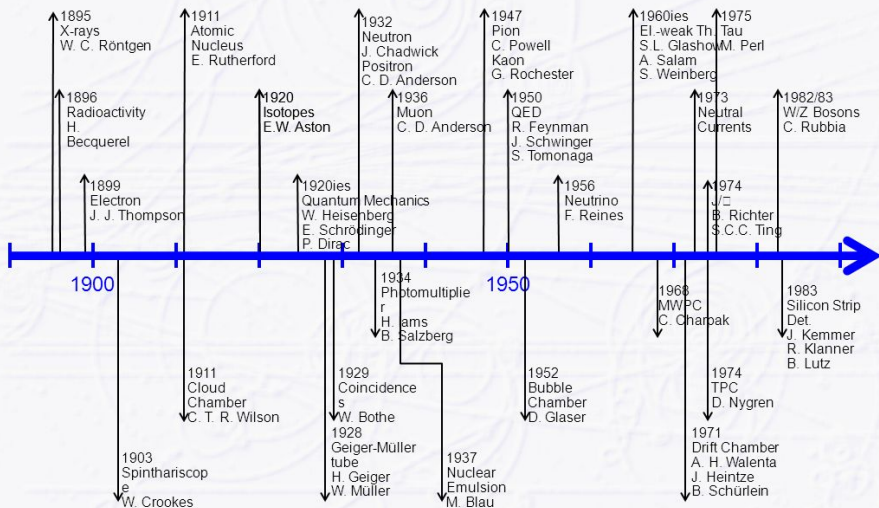 1895
X-rays
W. C. Röntgen
1896
Radioactivity
H.
Becquerel
1899
Electron
J. J. Thompson
1911
Atomic
Nucleus
E. Rutherford
1920
Isotopes
E.W. Aston
1920ies
Quantum Mechanics
W. Heisenberg
E. Schrödinger
P. Dirac
1932
Neutron
J. Chadwick
Positron
C. D. Anderson
1936
Muon
C. D. Anderson
1947
Pion
C. Powell
Kaon
G. Rochester
1950
QED
R. Feynman
J. Schwinger
S. Tomonaga
1956
Neutrino
F. Reines
1960ies
El.-weak Th.
S.L. Glashow
A. Salam
S. Weinberg
1975
Tau
M. Perl
1973
Neutral
Currents
1974
J/□
B. Richter
S.C.C. Ting
1982/83
W/Z Bosons
C. Rubbia
1900
1950
1903
Spinthariscop
e
W. Crookes
1911
Cloud
Chamber
C. T. R. Wilson
1928
Geiger-Müller
tube
H. Geiger
W. Müller
1929
Coincidence
s
W. Bothe
1934
Photomultiplie
r
H. Iams
B. Salzberg
1937
Nuclear
Emulsion
M. Blau
1952
Bubble
Chamber
D. Glaser
1968
MWPC
C. Charpak
1971
Drift Chamber
A. H. Walenta
J. Heintze
B. Schürlein
1974
TPC
D. Nygren
1983
Silicon Strip
Det.
J. Kemmer
R. Klanner
B. Lutz